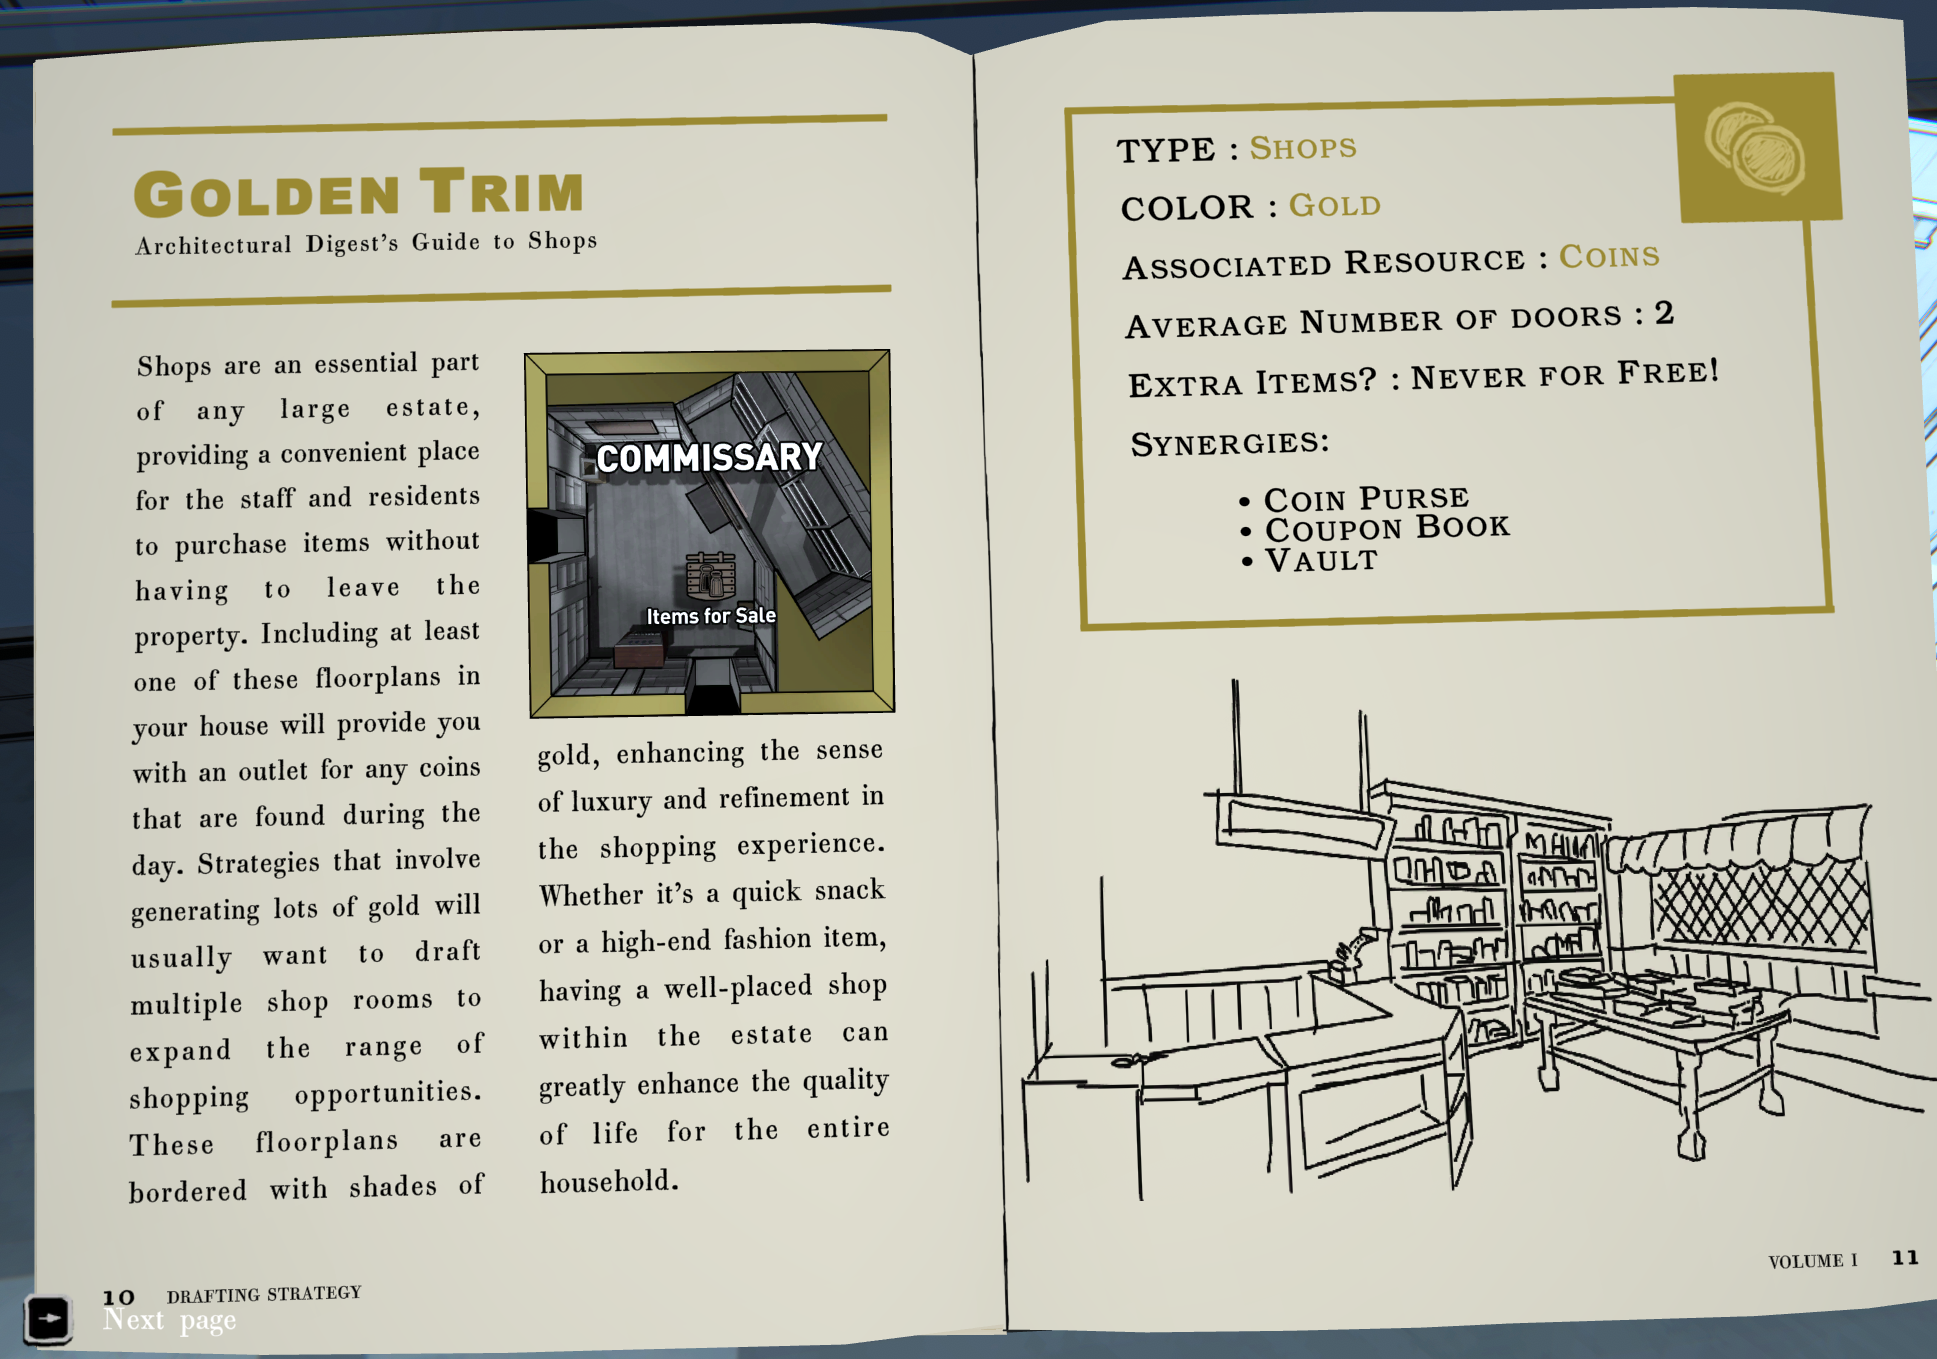 GOLDEN TRIM
Architectural Digest's Guide to Shops
Shops are an essential part
of any large estate,
providing a convenient place
for the staff and residents
to purchase items without
having to leave the
property. Including at least
one of these floorplans in
your house will provide you
with an outlet for any coins
that are found during the
day. Strategies that involve
generating lots of gold will
usually want to draft
multiple shop rooms to
expand the range of
shopping opportunities.
These floorplans are
bordered with shades of
COMMISSARY
Items for Sale
gold, enhancing the sense
of luxury and refinement in
the shopping experience.
Whether it's a quick snack
or a high-end fashion item,
having a well-placed shop
within the estate can
greatly enhance the quality
of life for the entire
household.
10 DRAFTING STRATEGY
Next page
TYPE : SHOPS
COLOR : GOLD
ASSOCIATED RESOURCE : COINS
AVERAGE NUMBER OF DOORS : 2
EXTRA ITEMS? : NEVER FOR FREE!
SYNERGIES:
• COIN PURSE
• COUPON BOOK
• VAULT
VOLUME I 11